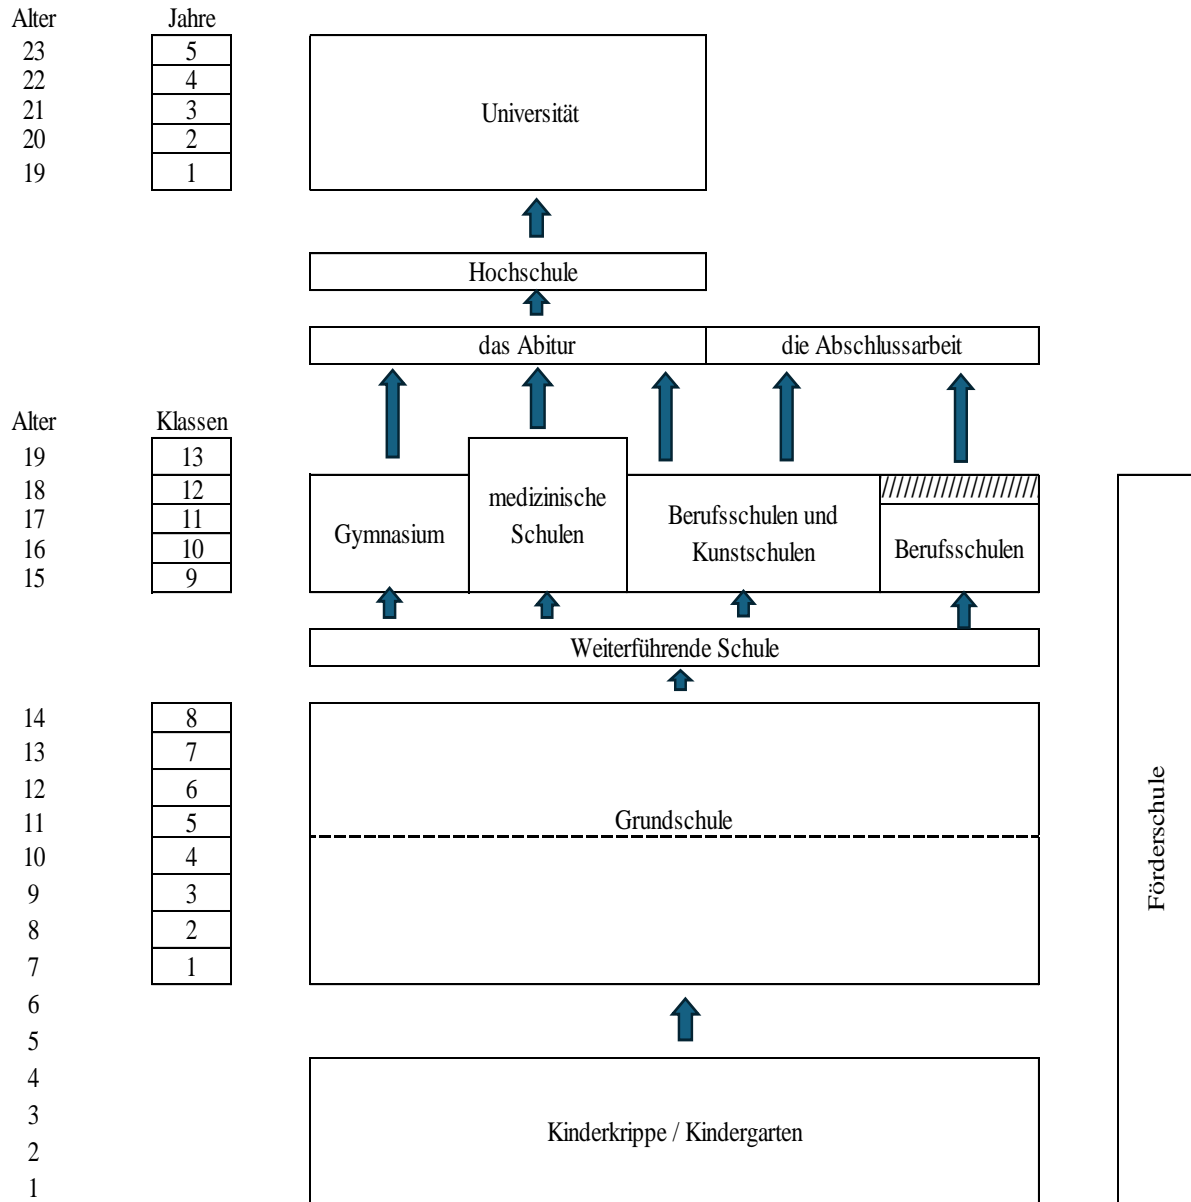 Alter Jahre
23 5
22 4
21 3
20 2
19 1
Universität
Hochschule
das Abitur die Abschlussarbeit
Alter Klassen
19 13
18 12
17 11
16 10
15 9
Gymnasium
medizinische
Schulen
Berufsschulen und
Kunstschulen
Berufsschulen
Weiterführende Schule
14 8
13 7
12 6
11 5
10 4
9 3
8 2
7 1
6
5
4
3
2
1
Grundschule
Kinderkrippe / Kindergarten
Förderschule